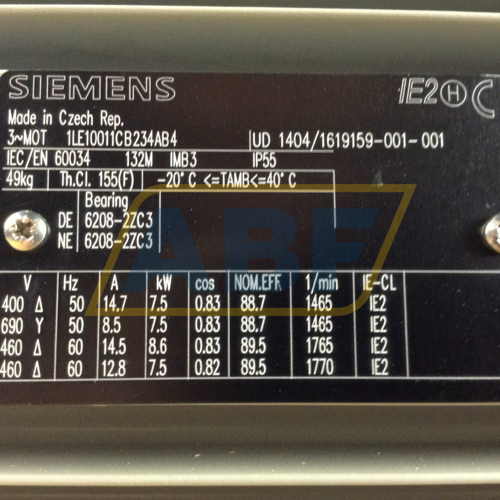 SIEMENS IE2 H C
Made in Czech Rep.
3~MOT 1LE10011CB234AB4 UD 1404/1619159-001-001
IEC/EN 60034 132M IMB3 IP55
49kg Th.Cl. 155(F) -20°C <=TAMB<=40°C
Bearing
DE 6208-2ZC3
NE 6208-2ZC3
ABF
V Hz A kW cos NOM.EFF 1/min IE-CL
400 Δ 50 14.7 7.5 0.83 88.7 1465 IE2
690 Y 50 8.5 7.5 0.83 88.7 1465 IE2
460 Δ 60 14.5 8.6 0.83 89.5 1765 IE2
460 Δ 60 12.8 7.5 0.82 89.5 1770 IE2